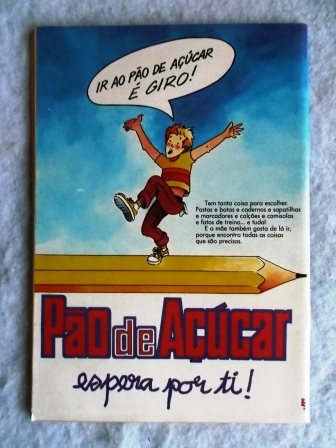 IR AO PÃO DE AÇÚCAR
É GIRO!
Tem tanta coisa para escolher.
Pastas e botas e cadernos e sapatilhas
e marcadores e calções e camisolas
e fatos de treino... e tudo!
E a mãe também gosta de lá ir,
porque encontra todas as coisas
que são precisas.
Pão de Açúcar
espera por ti!